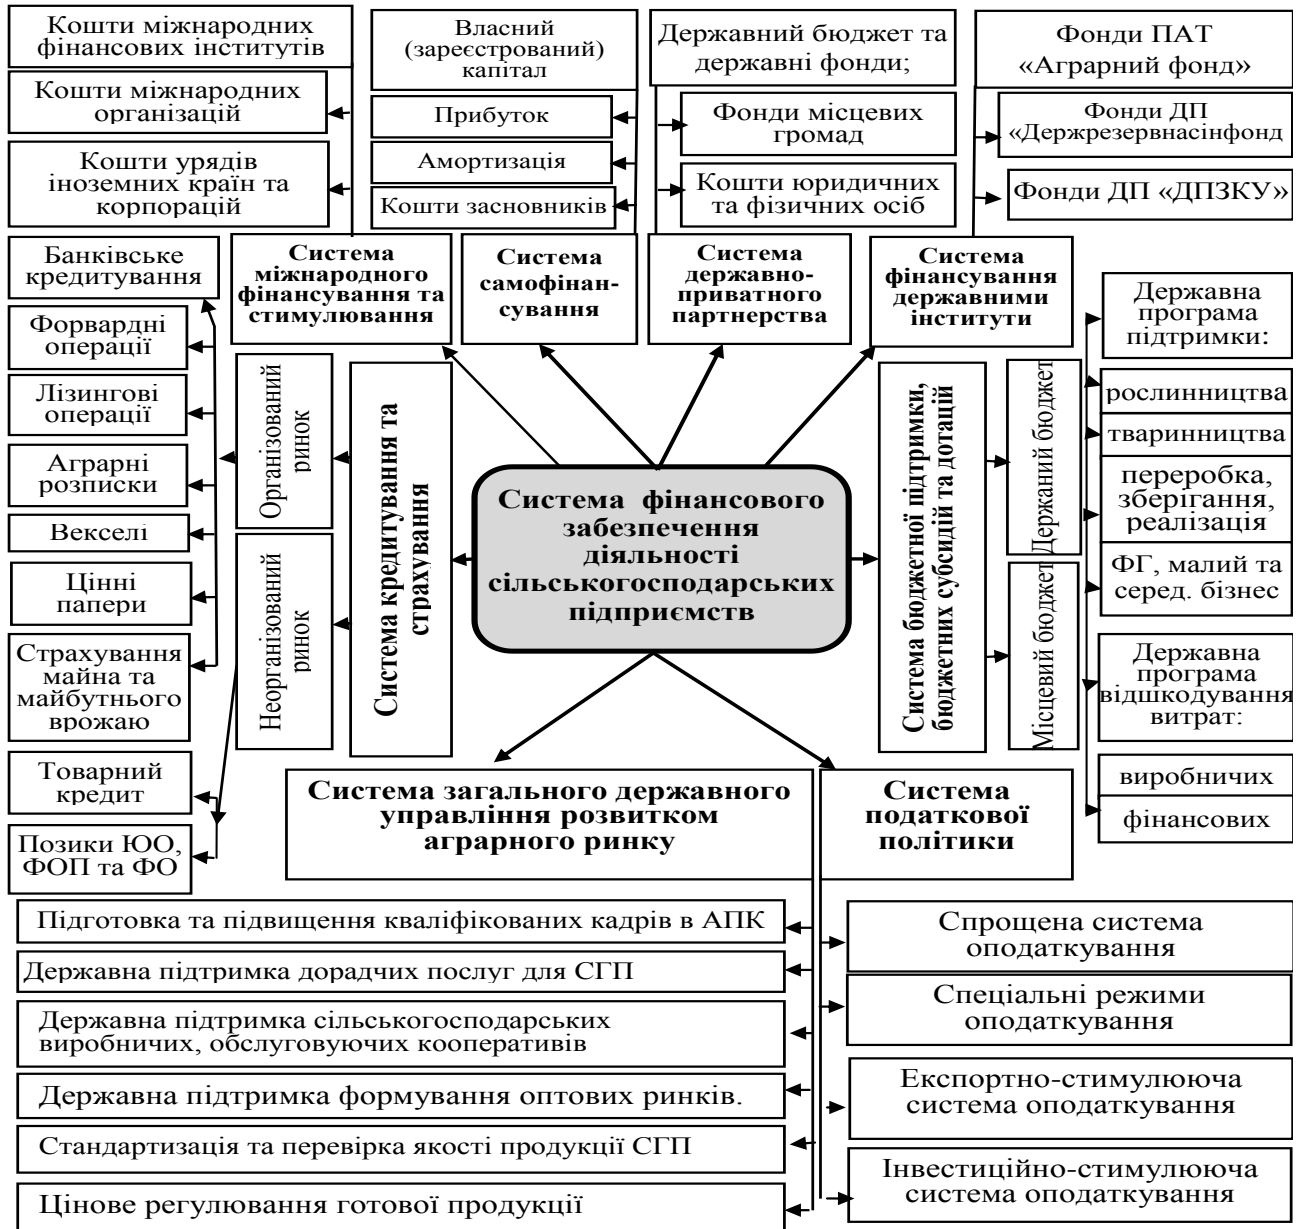 Кошти міжнародних
фінансових інститутів
Кошти міжнародних
організацій
Кошти урядів
іноземних країн та
корпорацій
Власний
(зареєстрований)
капітал
Прибуток
Амортизація
Кошти засновників
Державний бюджет та
державні фонди;
Фонди місцевих
громад
Кошти юридичних
та фізичних осіб
Фонди ПАТ
«Аграрний фонд»
Фонди ДП
«Держрезервнасінфонд
Фонди ДП «ДПЗКУ»
Система
міжнародного
фінансування та
стимулювання
Система
самофінан-
сування
Система
державно-
приватного
партнерства
Система
фінансування
державними
інститути
Банківське
кредитування
Форвардні
операції
Лізингові
операції
Аграрні
розписки
Векселі
Цінні
папери
Страхування
майна та
майбутнього
врожаю
Товарний
кредит
Позики ЮО,
ФОП та ФО
Організований
ринок
Неорганізований
ринок
Система кредитування та
страхування
Система фінансового
забезпечення
діяльності
сільськогосподарських
підприємств
Система бюджетної підтримки,
бюджетних субсидій та дотацій
Держаний бюджет
Місцевий бюджет
Державна
програма
підтримки:
рослинництва
тваринництва
переробка,
зберігання,
реалізація
ФГ, малий та
серед. бізнес
Державна
програма
відшкодування
витрат:
виробничих
фінансових
Система загального державного
управління розвитком
аграрного ринку
Система
податкової
політики
Підготовка та підвищення кваліфікованих кадрів в АПК
Державна підтримка дорадчих послуг для СГП
Державна підтримка сільськогосподарських
виробничих, обслуговуючих кооперативів
Державна підтримка формування оптових ринків.
Стандартизація та перевірка якості продукції СГП
Цінове регулювання готової продукції
Спрощена система
оподаткування
Спеціальні режими
оподаткування
Експортно-стимулююча
система оподаткування
Інвестиційно-стимулююча
система оподаткування